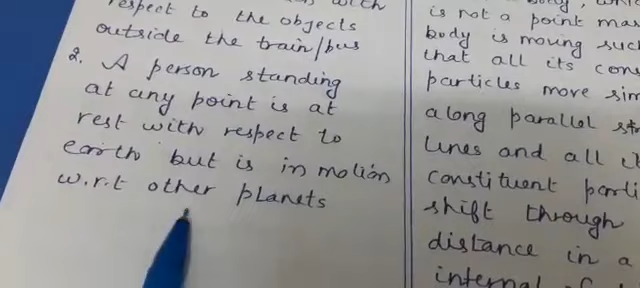 respect to the objects
outside the train/bus
2. A person standing
at any point is at
rest with respect to
earth but is in motion
w.r.t other planets
is not a point
body is moving
that all its
particles more
along parallel
lines and all
constituent
shift through
distance in a
internal